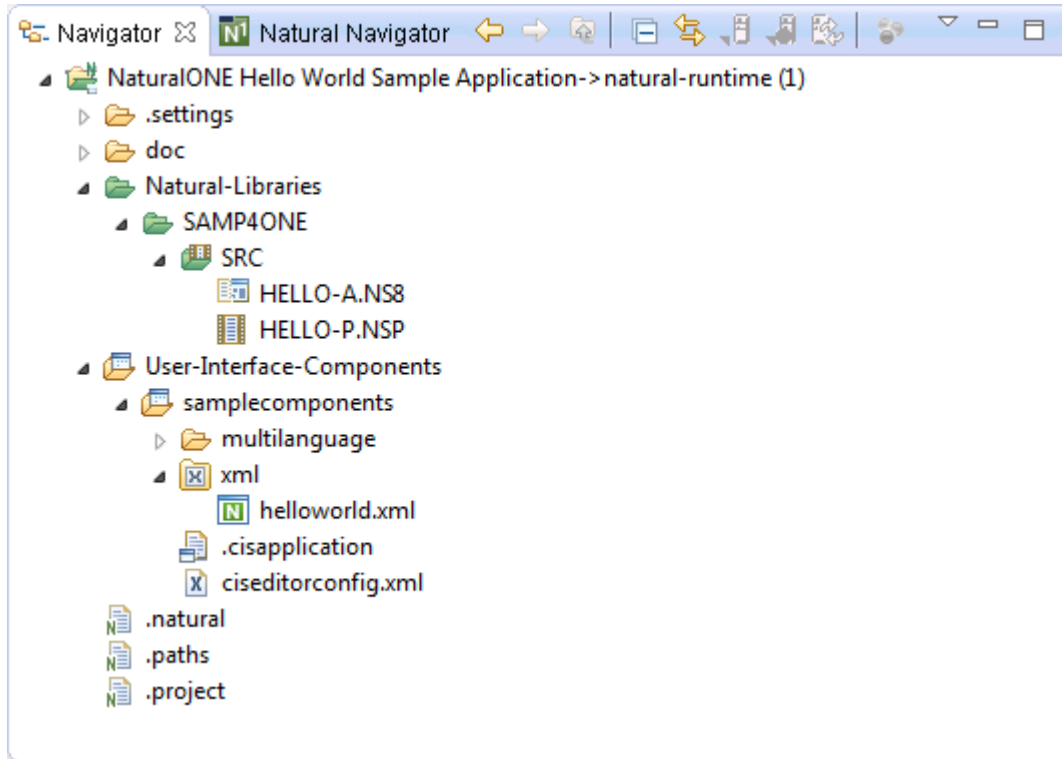 Navigator Natural Navigator
NaturalONE Hello World Sample Application->natural-runtime (1)
.settings
doc
Natural-Libraries
SAMP4ONE
SRC
HELLO-A.NS8
HELLO-P.NSP
User-Interface-Components
samplecomponents
multilanguage
xml
helloworld.xml
.cisapplication
ciseditorconfig.xml
.natural
.paths
.project